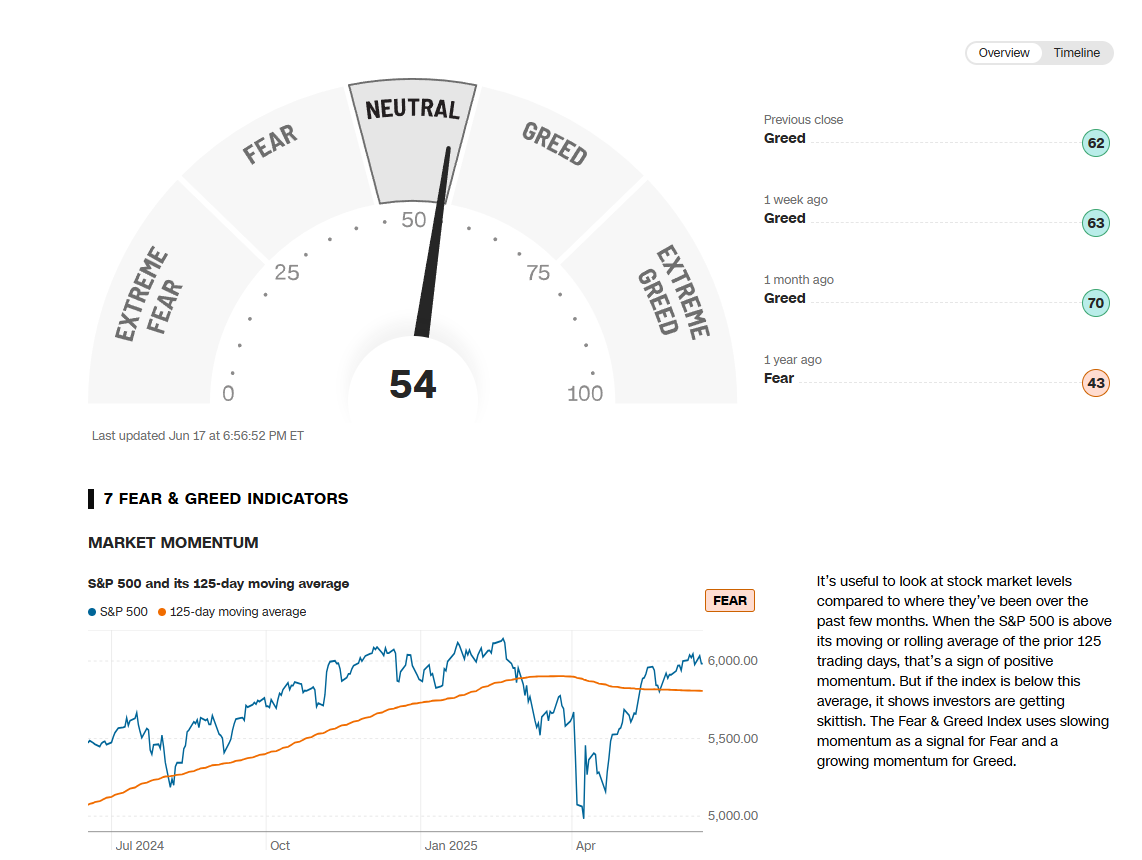 Overview Timeline
NEUTRAL
FEAR
GREED
EXTREME
FEAR
EXTREME
GREED
0
25
50
75
100
54
Last updated Jun 17 at 6:56:52 PM ET
Previous close
Greed 62
1 week ago
Greed 63
1 month ago
Greed 70
1 year ago
Fear 43
7 FEAR & GREED INDICATORS
MARKET MOMENTUM
S&P 500 and its 125-day moving average
S&P 500 125-day moving average
FEAR
6,000.00
5,500.00
5,000.00
Jul 2024 Oct Jan 2025 Apr
It's useful to look at stock market levels
compared to where they've been over the
past few months. When the S&P 500 is above
its moving or rolling average of the prior 125
trading days, that's a sign of positive
momentum. But if the index is below this
average, it shows investors are getting
skittish. The Fear & Greed Index uses slowing
momentum as a signal for Fear and a
growing momentum for Greed.